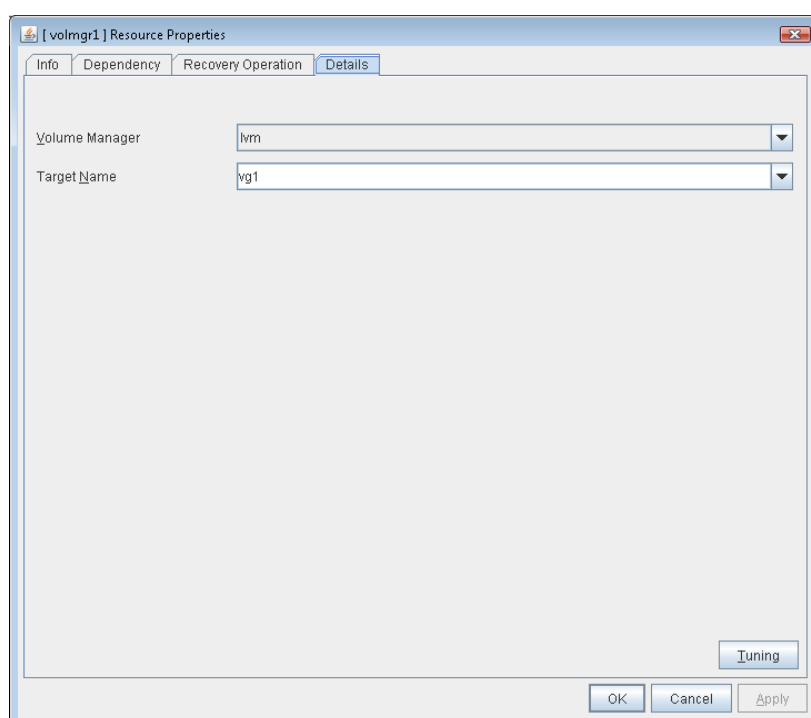 [ volmgr1 ] Resource Properties
Info Dependency Recovery Operation Details
Volume Manager lvm
Target Name vg1
Tuning
OK Cancel Apply